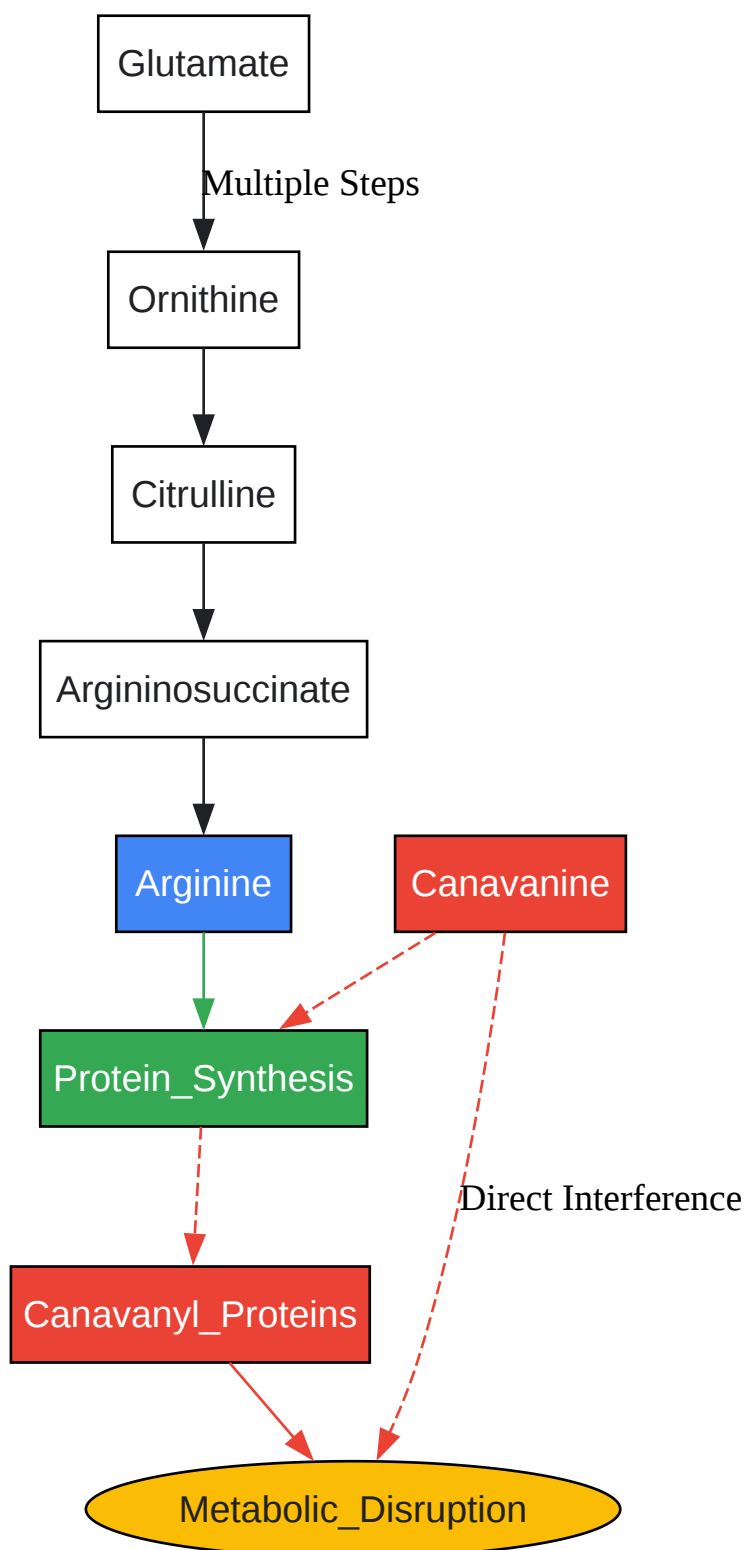 Glutamate
Multiple Steps
Ornithine
Citrulline
Argininosuccinate
Arginine
Canavanine
Protein_Synthesis
Direct Interference
Canavanyl_Proteins
Metabolic_Disruption